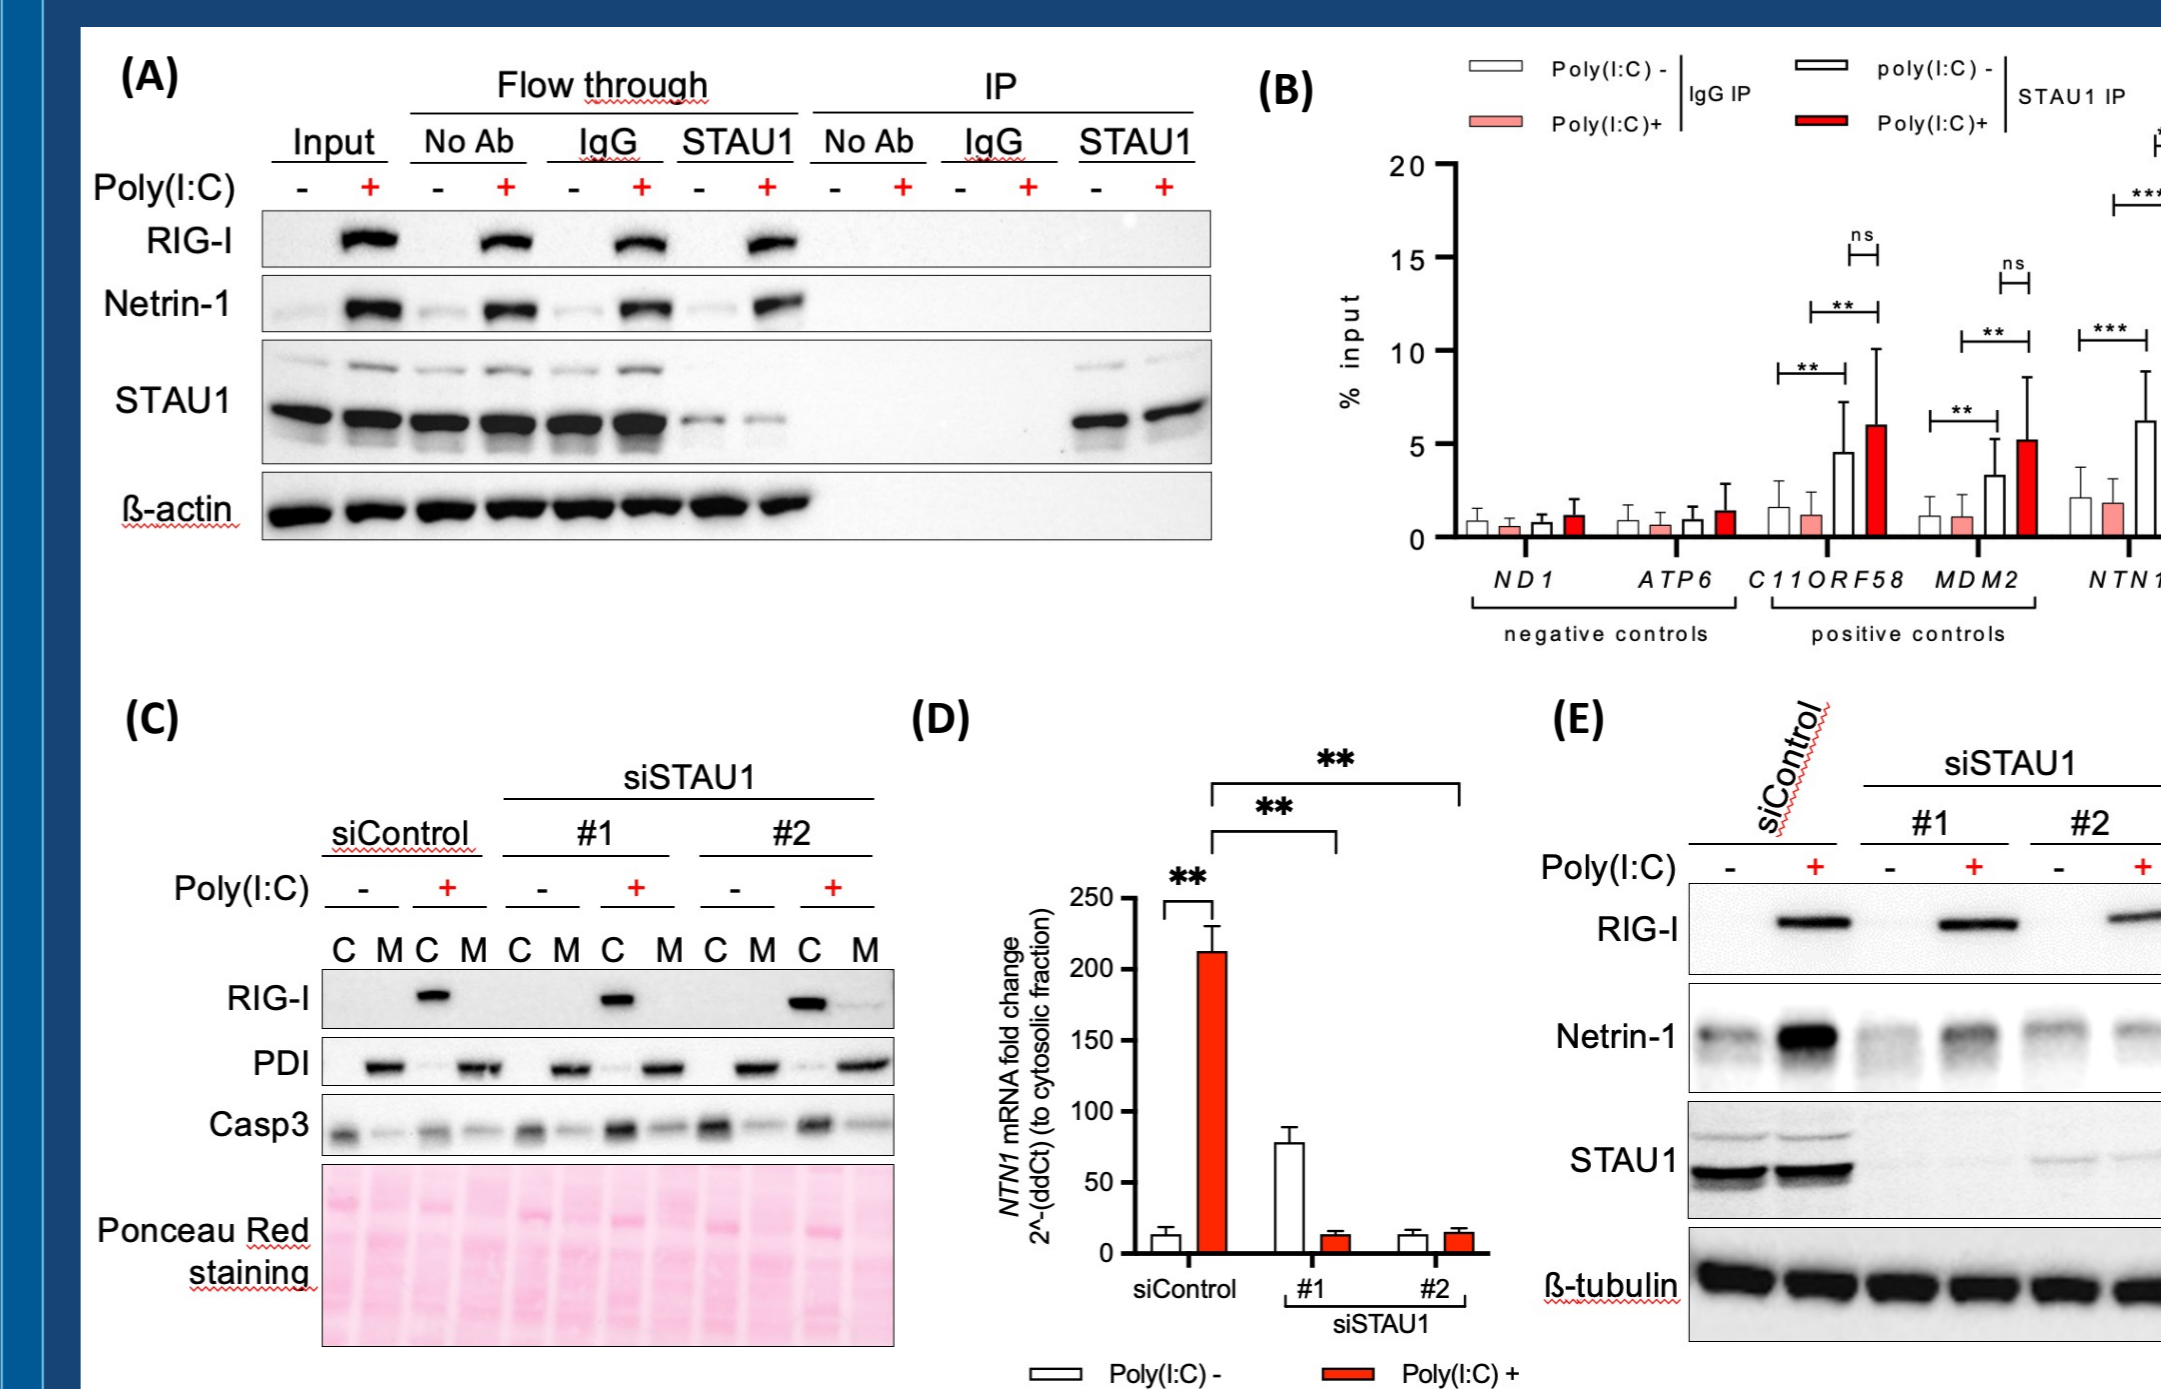 (A)
Flow through IP
Input No Ab IgG STAU1 No Ab IgG STAU1
Poly(I:C) - + - + - + - + - + - + - +
RIG-I
Netrin-1
STAU1
ß-actin
(B)
Poly(I:C) - poly(I:C) -
IgG IP STAU1 IP
Poly(I:C)+ Poly(I:C)+
% input
20
15
10
5
0
ns
**
**
ns
**
**
***
***
ND1 ATP6 C11ORF58 MDM2 NTN1
negative controls positive controls
(C)
siSTAU1
siControl #1 #2
Poly(I:C) - + - + - +
C M C M C M C M C M C M
RIG-I
PDI
Casp3
Ponceau Red
staining
(D)
**
**
**
NTN1 mRNA fold change
2^-(ddCt) (to cytosolic fraction)
250
200
150
100
50
0
siControl #1 #2
siSTAU1
Poly(I:C) - Poly(I:C) +
(E)
siControl
siSTAU1
#1 #2
Poly(I:C) - + - + - +
RIG-I
Netrin-1
STAU1
ß-tubulin